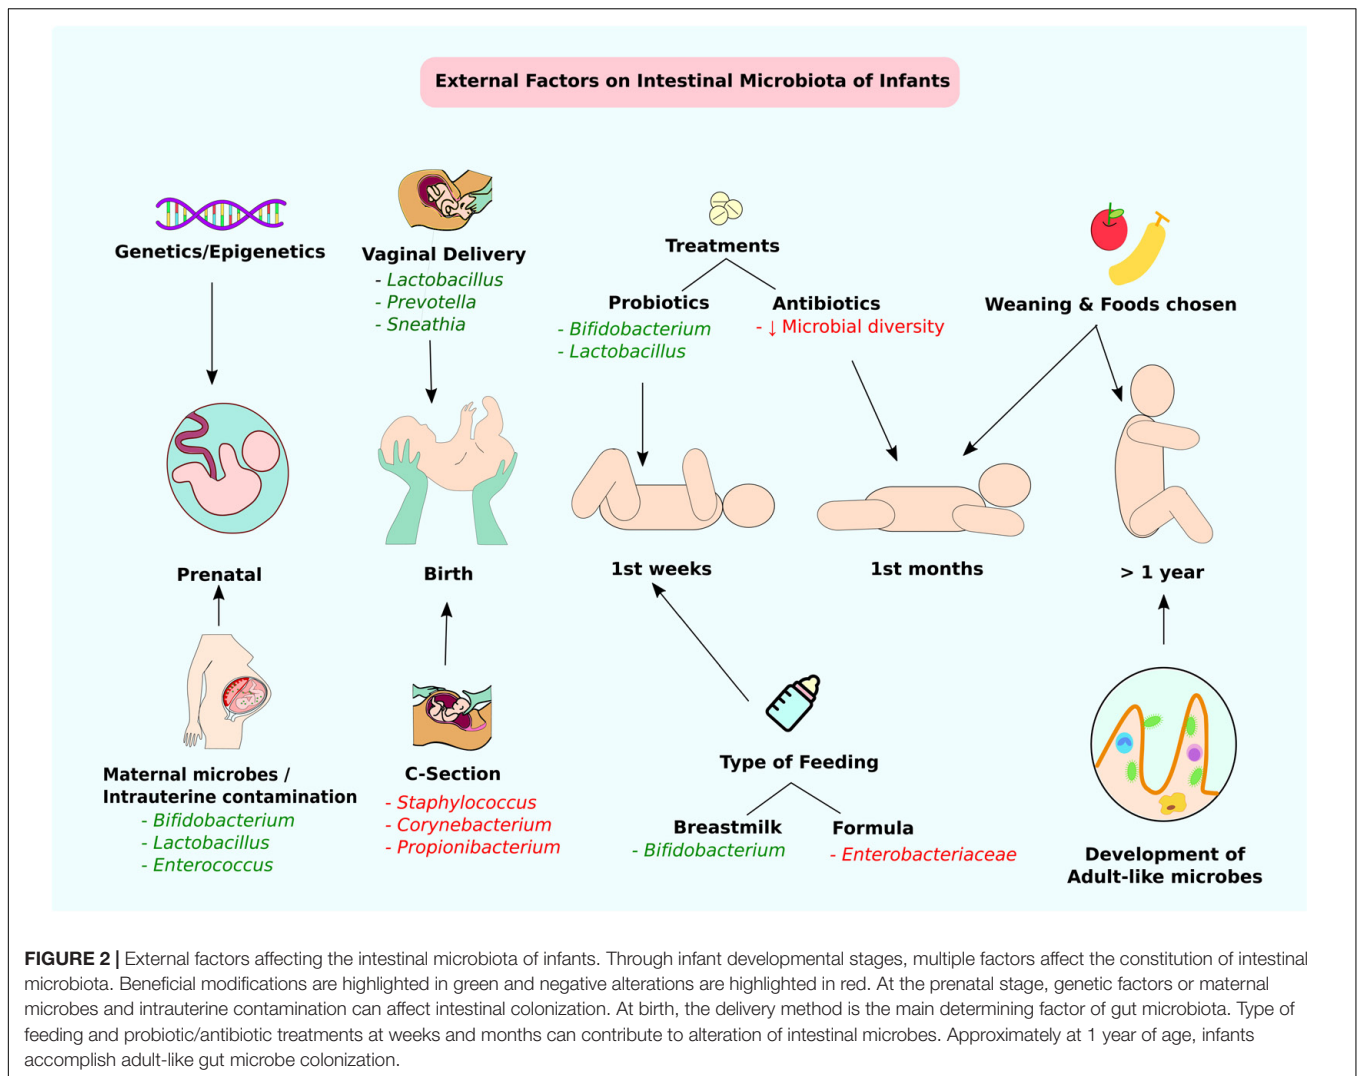 External Factors on Intestinal Microbiota of Infants
Genetics/Epigenetics
Vaginal Delivery
- Lactobacillus
- Prevotella
- Sneathia
Treatments
Probiotics
- Bifidobacterium
- Lactobacillus
Antibiotics
- ↓ Microbial diversity
Weaning & Foods chosen
Prenatal
Birth
1st weeks
1st months
> 1 year
Maternal microbes /
Intrauterine contamination
- Bifidobacterium
- Lactobacillus
- Enterococcus
C-Section
- Staphylococcus
- Corynebacterium
- Propionibacterium
Type of Feeding
Breastmilk
- Bifidobacterium
Formula
- Enterobacteriaceae
Development of
Adult-like microbes
FIGURE 2 | External factors affecting the intestinal microbiota of infants. Through infant developmental stages, multiple factors affect the constitution of intestinal
microbiota. Beneficial modifications are highlighted in green and negative alterations are highlighted in red. At the prenatal stage, genetic factors or maternal
microbes and intrauterine contamination can affect intestinal colonization. At birth, the delivery method is the main determining factor of gut microbiota. Type of
feeding and probiotic/antibiotic treatments at weeks and months can contribute to alteration of intestinal microbes. Approximately at 1 year of age, infants
accomplish adult-like gut microbe colonization.